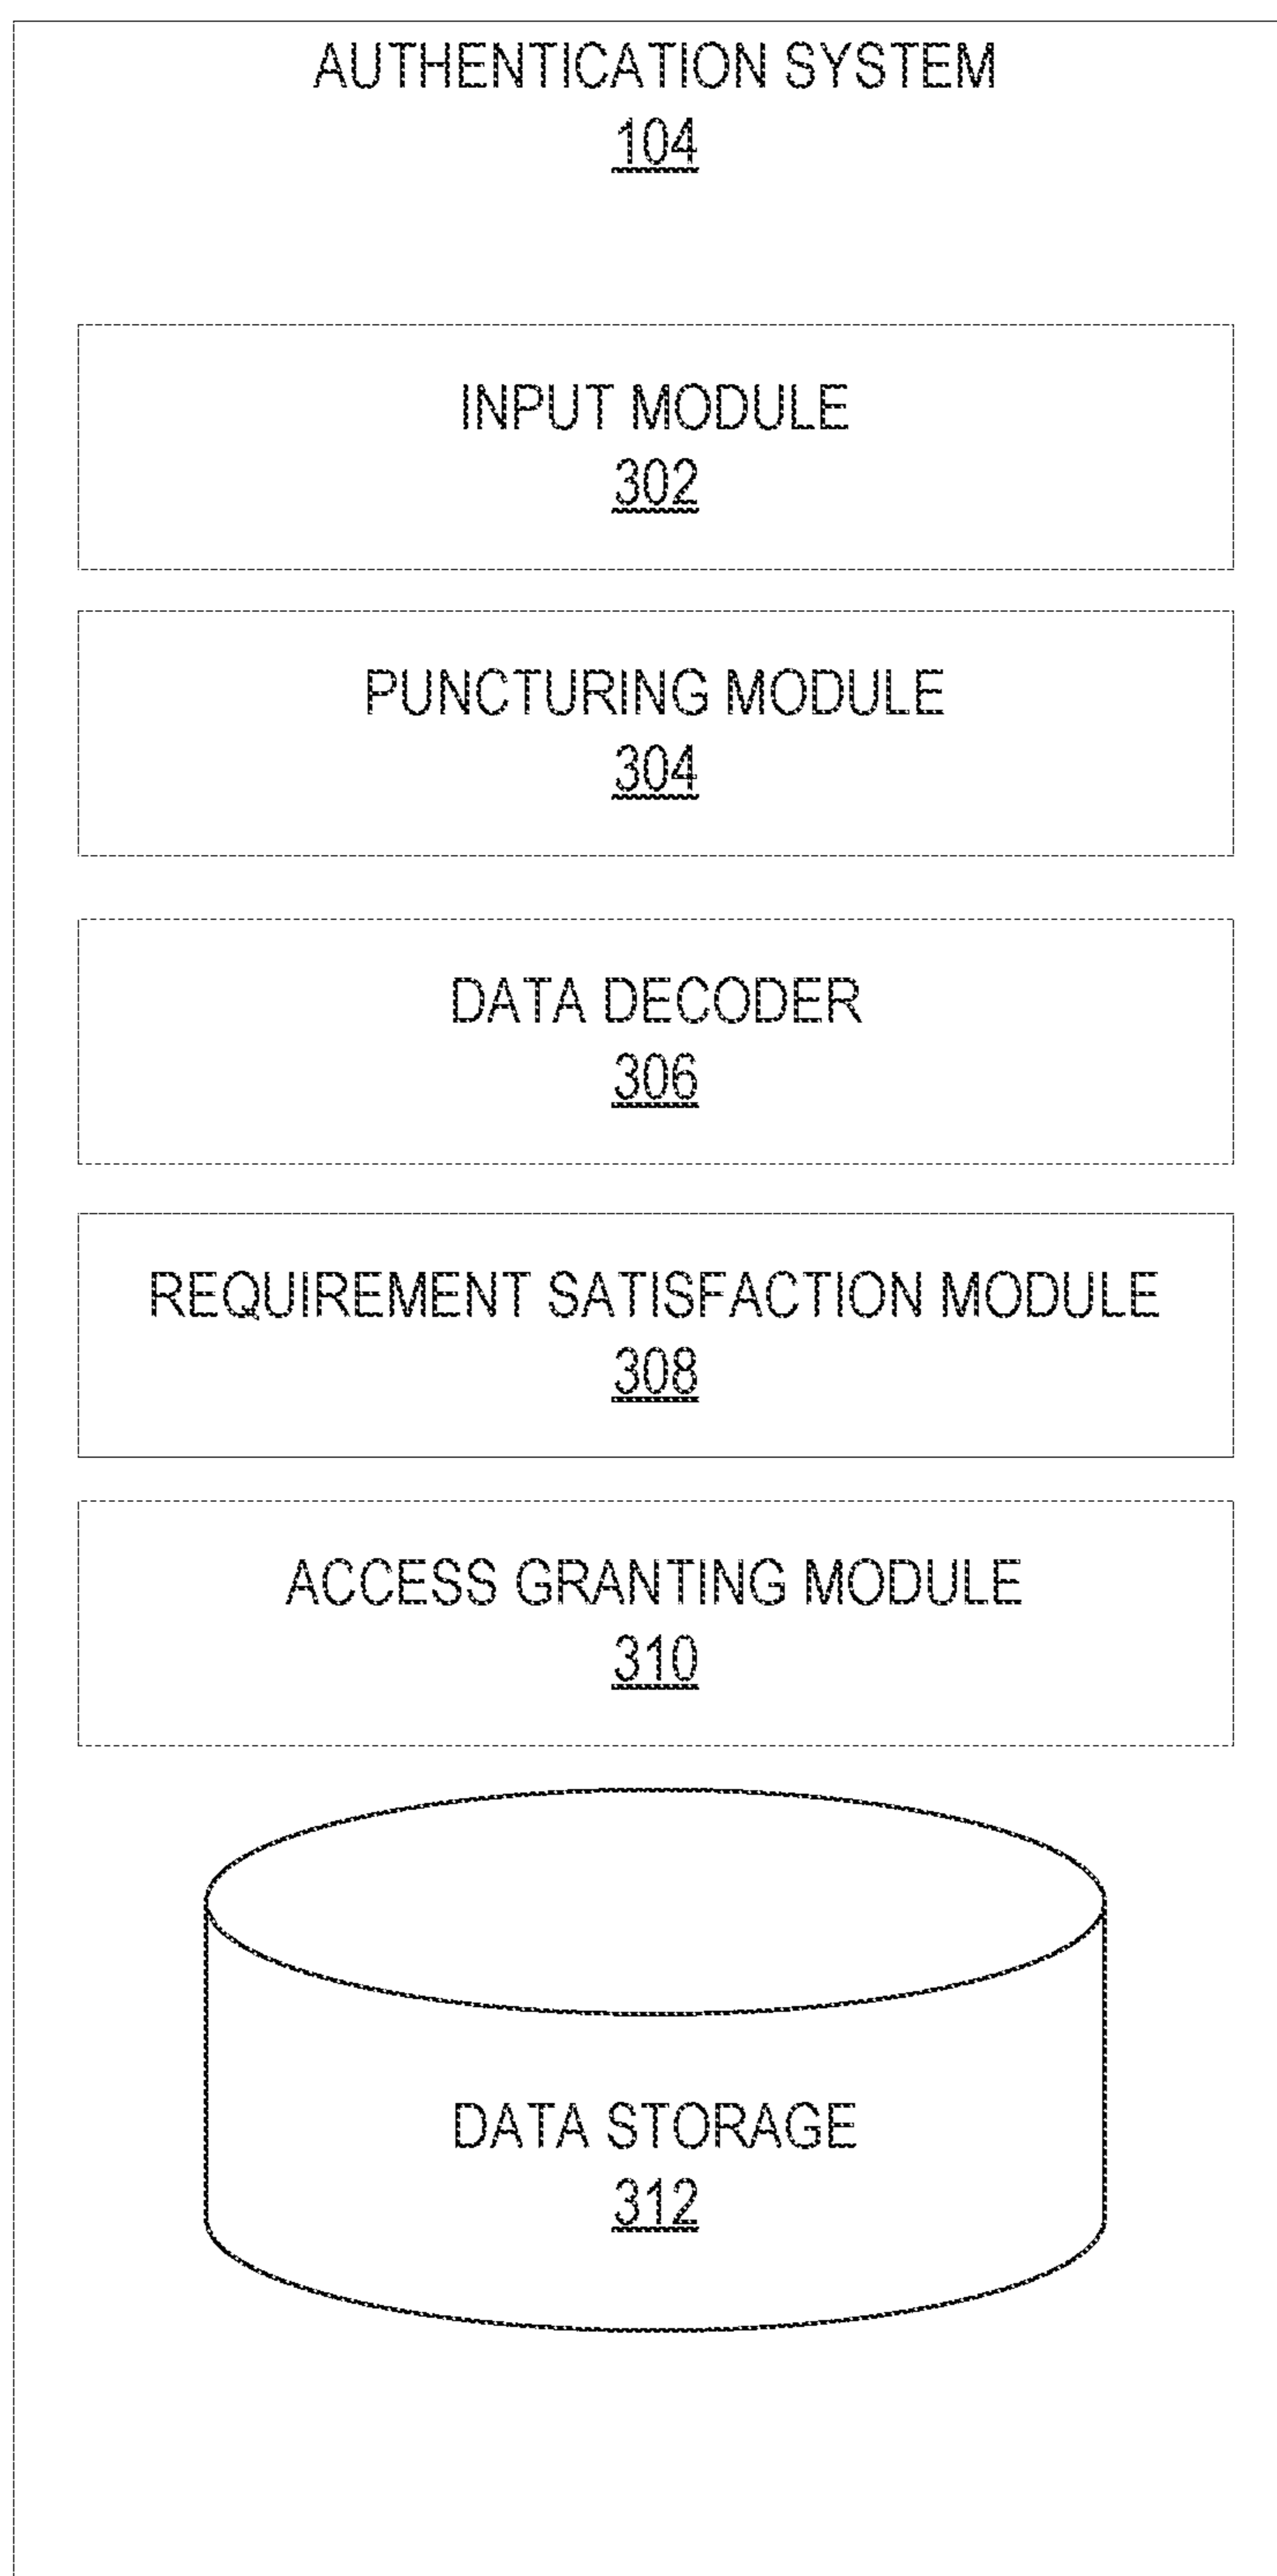 AUTHENTICATION SYSTEM
104
INPUT MODULE
302
PUNCTURING MODULE
304
DATA DECODER
306
REQUIREMENT SATISFACTION MODULE
308
ACCESS GRANTING MODULE
310
DATA STORAGE
312